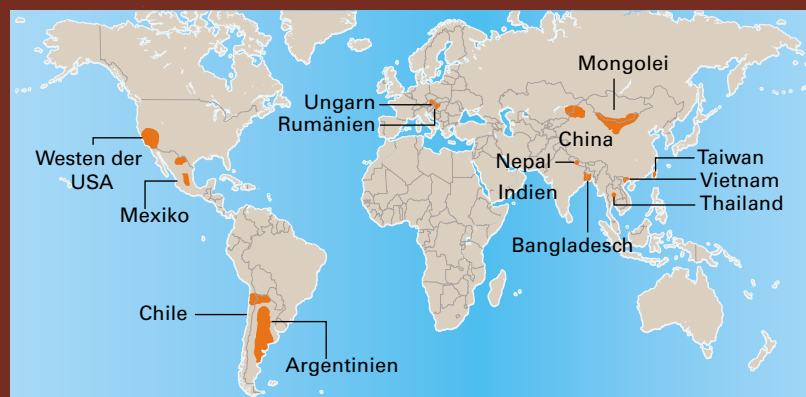 Mongolei
Ungarn
Rumänien
China
Westen der
USA
Nepal
Taiwan
Vietnam
Indien
Thailand
Mexiko
Bangladesch
Chile
Argentinien